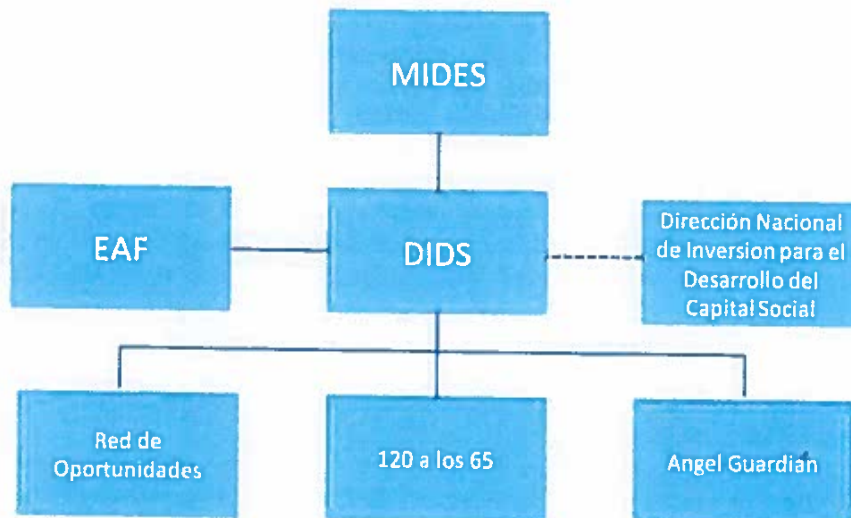 MIDES
EAF
DIDS
Dirección Nacional
de Inversion para el
Desarrollo del
Capital Social
Red de
Oportunidades
120 a los 65
Angel Guardian